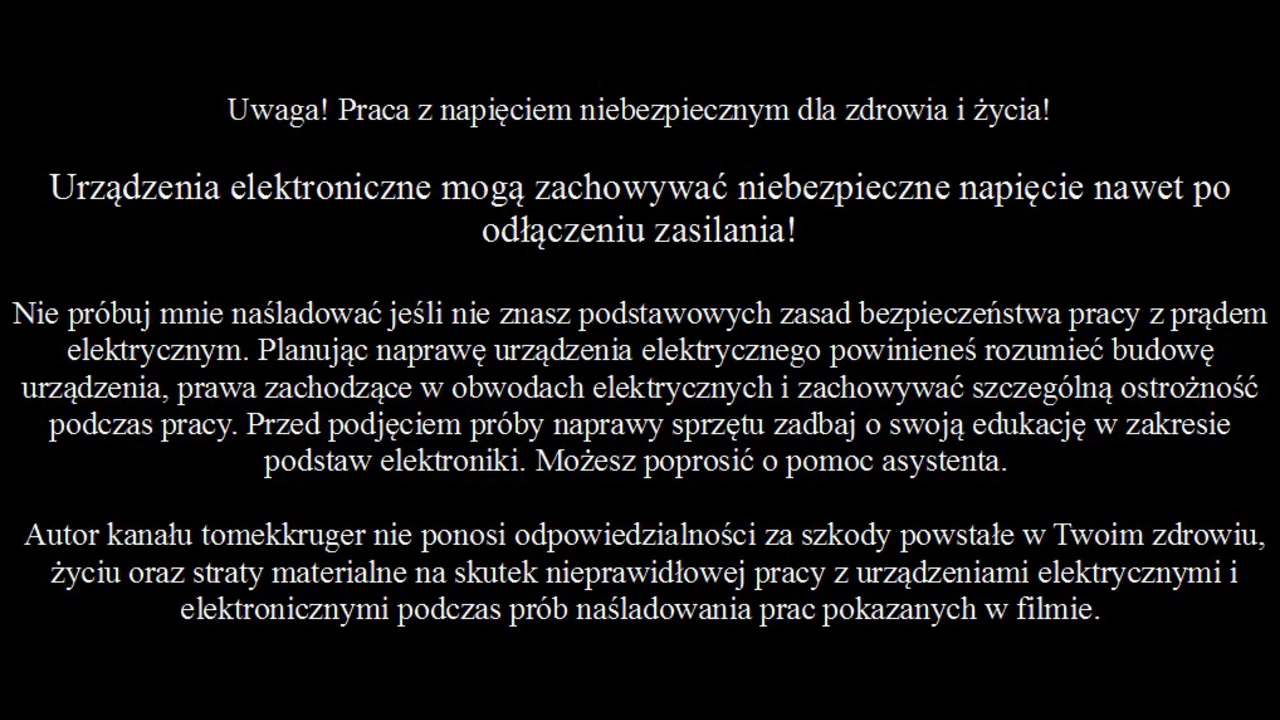 Uwaga! Praca z napięciem niebezpiecznym dla zdrowia i życia!
Urządzenia elektroniczne mogą zachowywać niebezpieczne napięcie nawet po
odłączeniu zasilania!
Nie próbuj mnie naśladować jeśli nie znasz podstawowych zasad bezpieczeństwa pracy z prądem
elektrycznym. Planując naprawę urządzenia elektrycznego powinieneś rozumieć budowę
urządzenia, prawa zachodzące w obwodach elektrycznych i zachowywać szczególną ostrożność
podczas pracy. Przed podjęciem próby naprawy sprzętu zadbaj o swoją edukację w zakresie
podstaw elektroniki. Możesz poprosić o pomoc asystenta.
Autor kanału tomekkruger nie ponosi odpowiedzialności za szkody powstałe w Twoim zdrowiu,
życiu oraz straty materialne na skutek nieprawidłowej pracy z urządzeniami elektrycznymi i
elektronicznymi podczas prób naśladowania prac pokazanych w filmie.